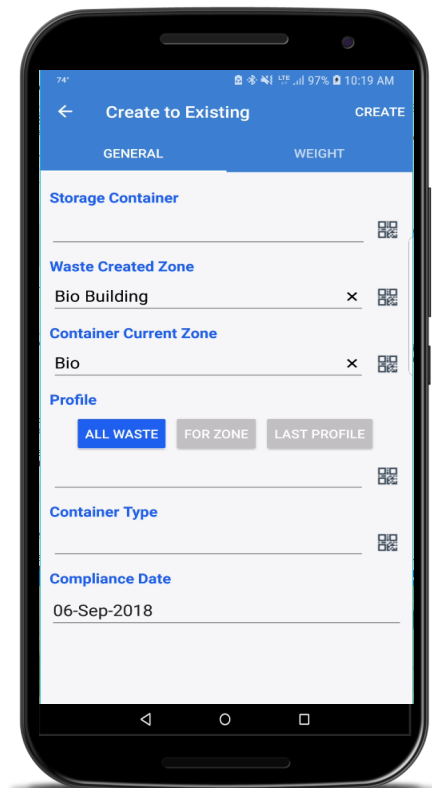 74° LTE 97% 10:19 AM
Create to Existing CREATE
GENERAL WEIGHT
Storage Container
Waste Created Zone
Bio Building
Container Current Zone
Bio
Profile
ALL WASTE FOR ZONE LAST PROFILE
Container Type
Compliance Date
06-Sep-2018